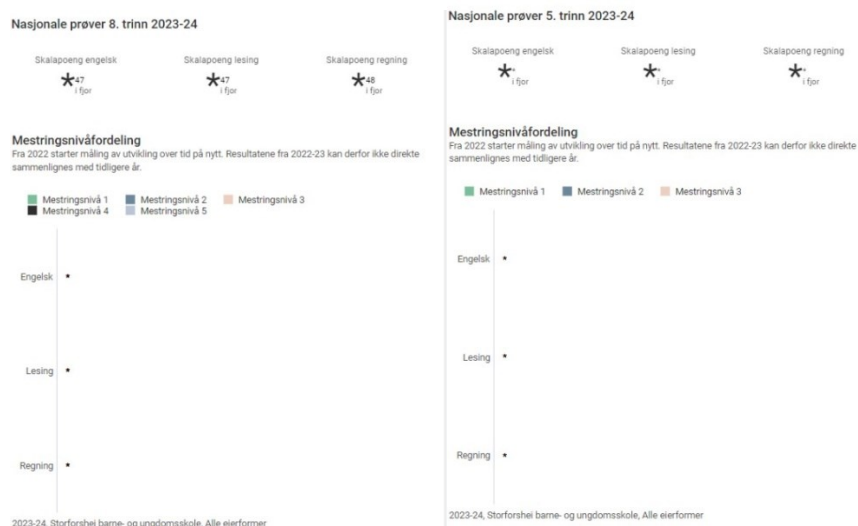 Nasjonale prøver 8. trinn 2023-24
Skalapoeng engelsk
Skalapoeng lesing
Skalapoeng regning
*47
i fjor
*47
i fjor
*48
i fjor
Mestringsnivåfordeling
Fra 2022 starter måling av utvikling over tid på nytt. Resultatene fra 2022-23 kan derfor ikke direkte
sammenlignes med tidligere år.
Mestringsnivå 1
Mestringsnivå 2
Mestringsnivå 3
Mestringsnivå 4
Mestringsnivå 5
Engelsk *
Lesing *
Regning *
2023-24, Storforshei barne- og ungdomsskole, Alle eierformer
Nasjonale prøver 5. trinn 2023-24
Skalapoeng engelsk
Skalapoeng lesing
Skalapoeng regning
**
i fjor
**
i fjor
**
i fjor
Mestringsnivåfordeling
Fra 2022 starter måling av utvikling over tid på nytt. Resultatene fra 2022-23 kan derfor ikke direkte
sammenlignes med tidligere år.
Mestringsnivå 1
Mestringsnivå 2
Mestringsnivå 3
Engelsk *
Lesing *
Regning *
2023-24, Storforshei barne- og ungdomsskole, Alle eierformer